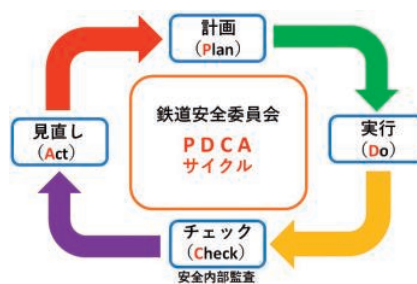 計画
（Plan）
鉄道安全委員会
PDCA
サイクル
見直し
（Act）
実行
（Do）
チェック
（Check）
安全内部監査